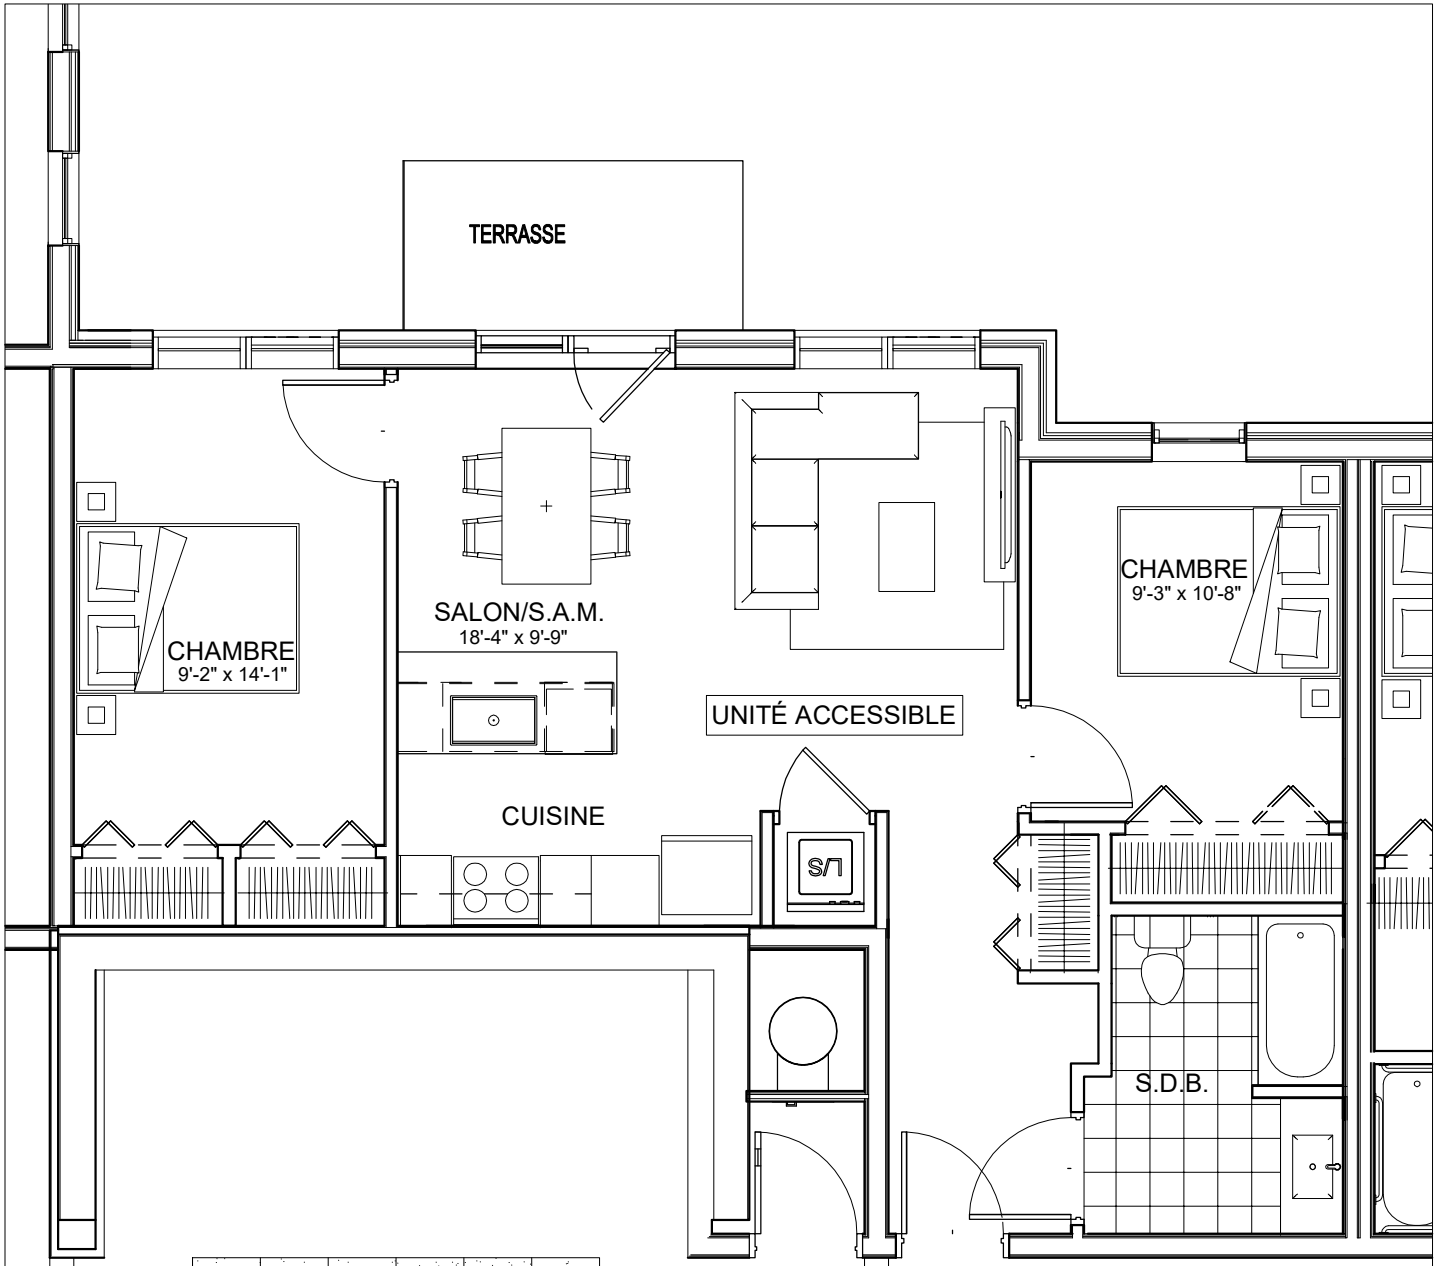 TERRASSE
CHAMBRE
9'-3" x 10'-8"
SALON/S.A.M.
18'-4" x 9'-9"
CHAMBRE
9'-2" x 14'-1"
UNITÉ ACCESSIBLE
CUISINE
L/S
S.D.B.